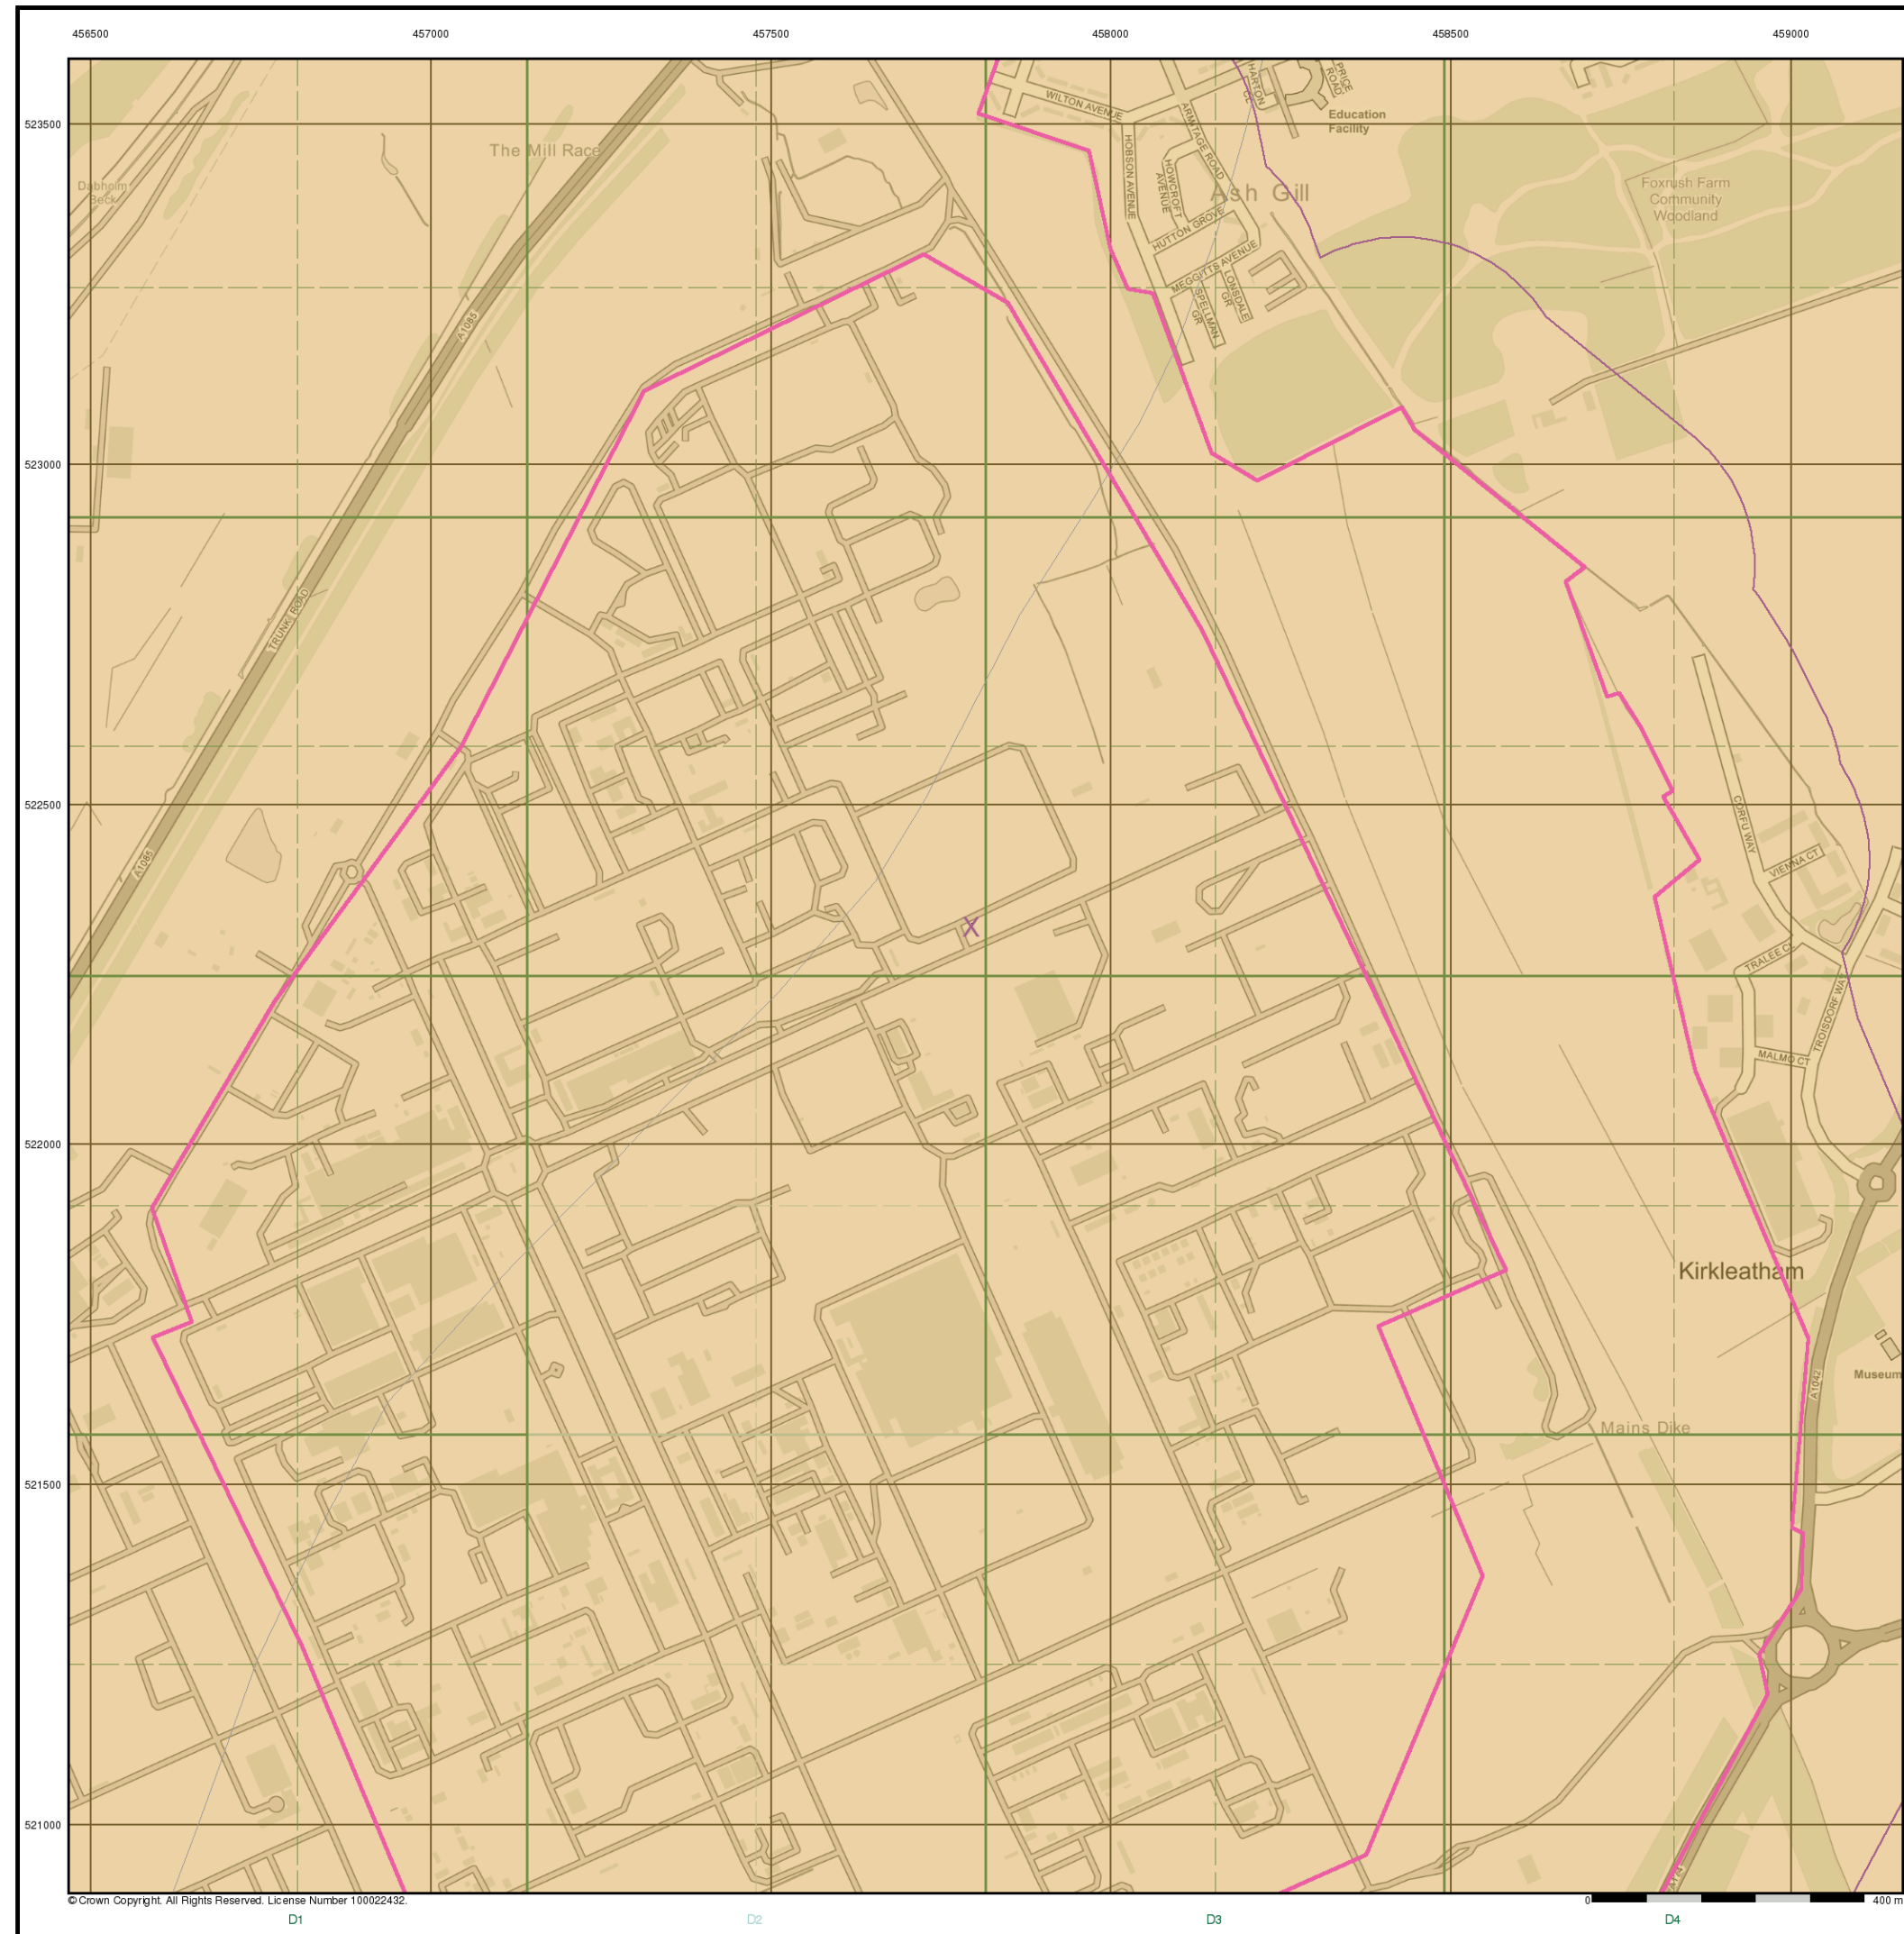 456500 457000 457500 458000 458500 459000
523500
523000
522500
522000
521500
521000
The Mill Race
Dabholm
Beck
WILTON AVENUE
HARTON
CL
PRICE
ROAD
Education
Facility
ARMITAGE ROAD
HOBSON AVENUE
HOWCROFT
AVENUE
Ash Gill
HUTTON GROVE
MEGGITTS AVENUE
LONSDALE
GR
SPELLMAN
GR
Foxrush Farm
Community
Woodland
A1085
TRUNK ROAD
A1085
X
CORFU WAY
VIENNA CT
TRALEE CL
TROISDORF WAY
MALMO CT
Kirkleatham
Museum
A1042
Mains Dike
A174
© Crown Copyright. All Rights Reserved. License Number 100022432.
0 400 m
D1 D2 D3 D4